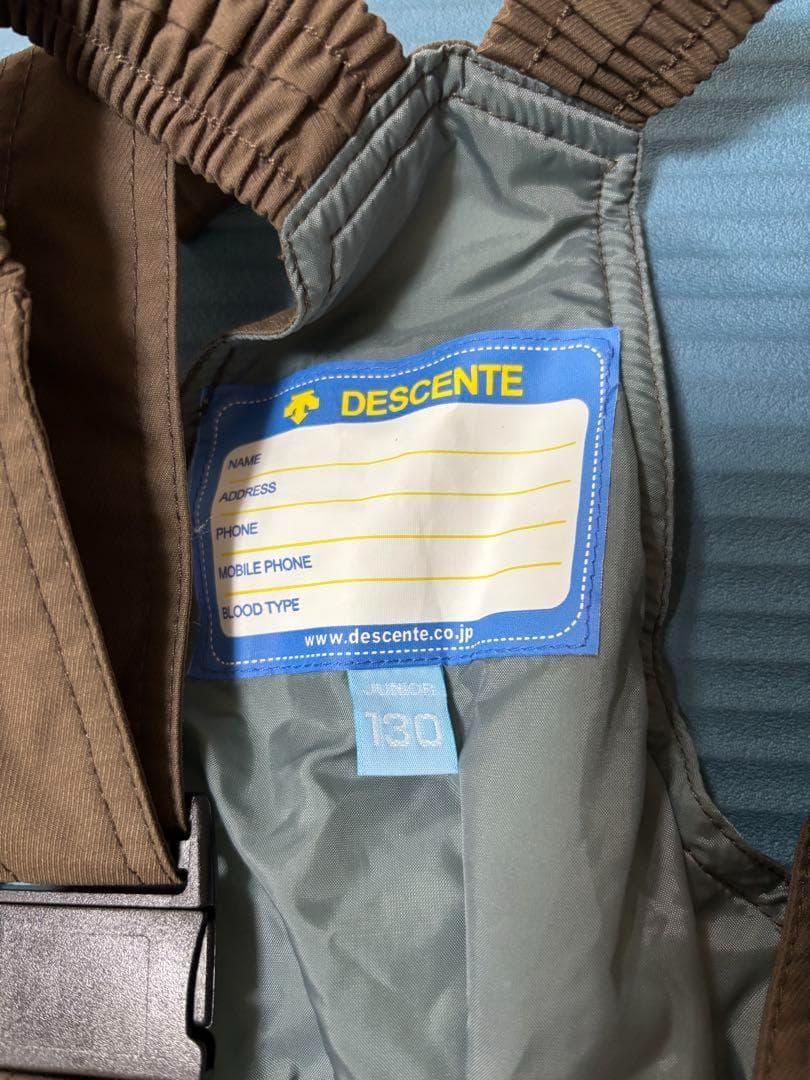 DESCENTE
NAME
ADDRESS
PHONE
MOBILE PHONE
BLOOD TYPE
www.descente.co.jp
JUNIOR
130